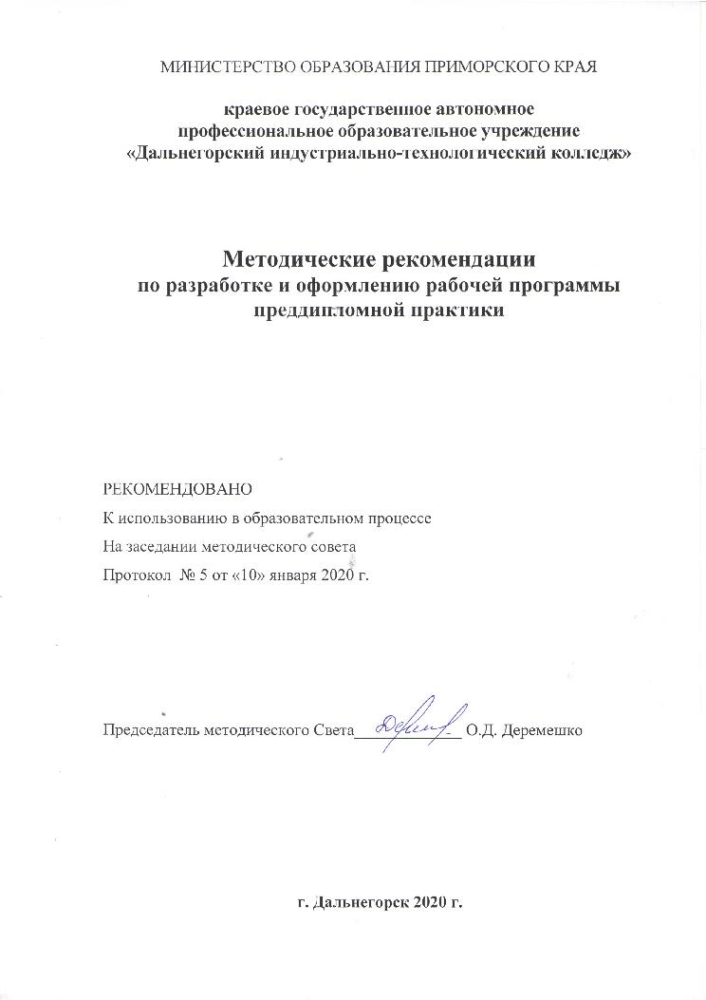 МИНИСТЕРСТВО ОБРАЗОВАНИЯ ПРИМОРСКОГО КРАЯ
краевое государственное автономное
профессиональное образовательное учреждение
«Дальнегорский индустриально-технологический колледж»
Методические рекомендации
по разработке и оформлению рабочей программы
преддипломной практики
РЕКОМЕНДОВАНО
К использованию в образовательном процессе
На заседании методического совета
Протокол № 5 от «10» января 2020 г.
Председатель методического Света_____________ О.Д. Деремешко
г. Дальнегорск 2020 г.